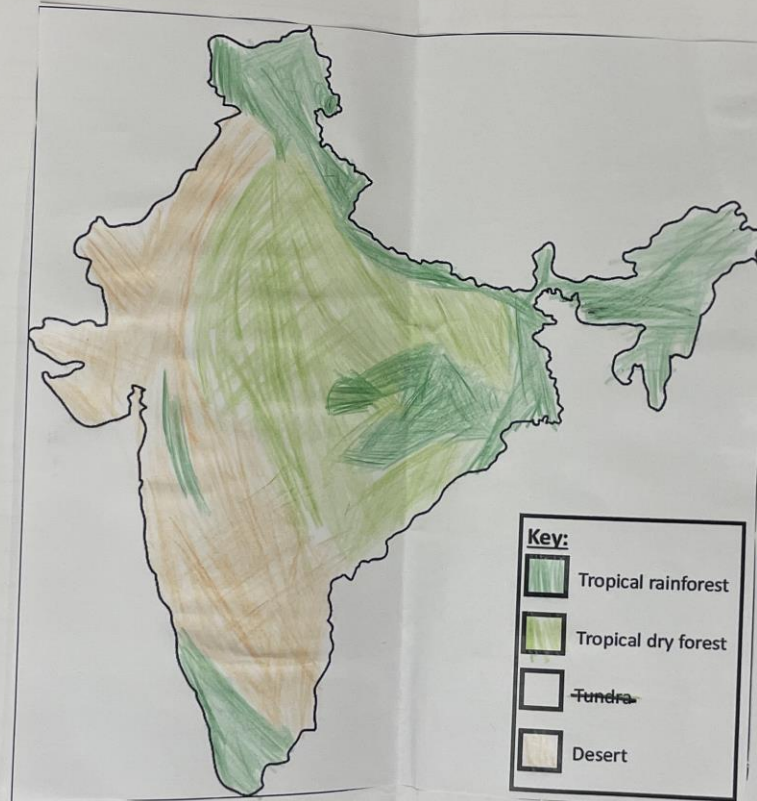 Key:
Tropical rainforest
Tropical dry forest
Tundra
Desert